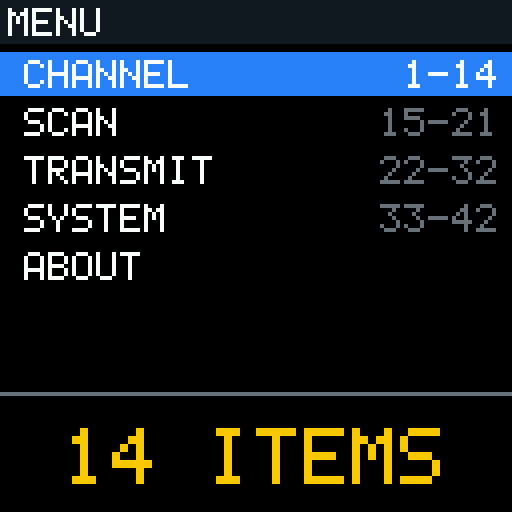 MENU
CHANNEL 1-14
SCAN 15-21
TRANSMIT 22-32
SYSTEM 33-42
ABOUT
14 ITEMS